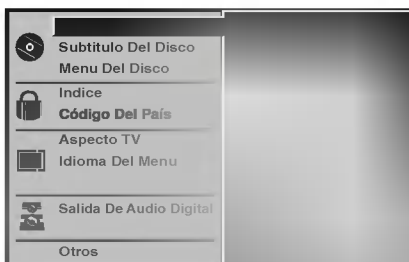 Subtitulo Del Disco
Menu Del Disco
Indice
Código Del País
Aspecto TV
Idioma Del Menu
Salida De Audio Digital
Otros